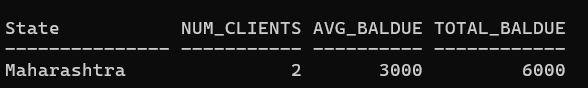 State           NUM_CLIENTS AVG_BALDUE TOTAL_BALDUE
--------------- ----------- ---------- ------------
Maharashtra               2       3000         6000